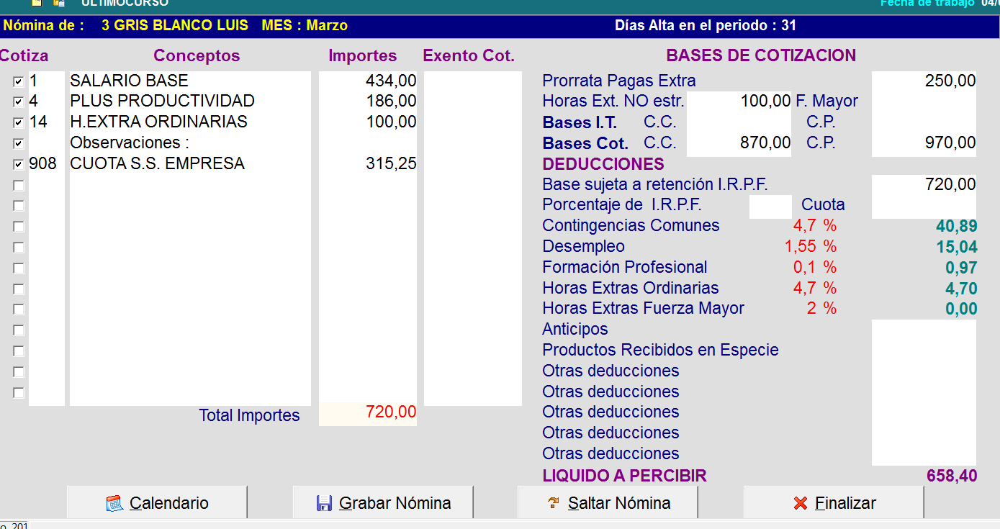 ULTIMOCURSO
Fecha de trabajo 04/
Nómina de : 3 GRIS BLANCO LUIS MES : Marzo Días Alta en el periodo : 31
Cotiza Conceptos Importes Exento Cot.
1 SALARIO BASE 434,00
4 PLUS PRODUCTIVIDAD 186,00
14 H.EXTRA ORDINARIAS 100,00
Observaciones :
908 CUOTA S.S. EMPRESA 315,25
Total Importes 720,00
BASES DE COTIZACION
Prorrata Pagas Extra 250,00
Horas Ext. NO estr. 100,00 F. Mayor
Bases I.T. C.C. C.P.
Bases Cot. C.C. 870,00 C.P. 970,00
DEDUCCIONES
Base sujeta a retención I.R.P.F. 720,00
Porcentaje de I.R.P.F. Cuota
Contingencias Comunes 4,7 % 40,89
Desempleo 1,55 % 15,04
Formación Profesional 0,1 % 0,97
Horas Extras Ordinarias 4,7 % 4,70
Horas Extras Fuerza Mayor 2 % 0,00
Anticipos
Productos Recibidos en Especie
Otras deducciones
Otras deducciones
Otras deducciones
Otras deducciones
Otras deducciones
LIQUIDO A PERCIBIR 658,40
Calendario Grabar Nómina Saltar Nómina Finalizar
o, 201